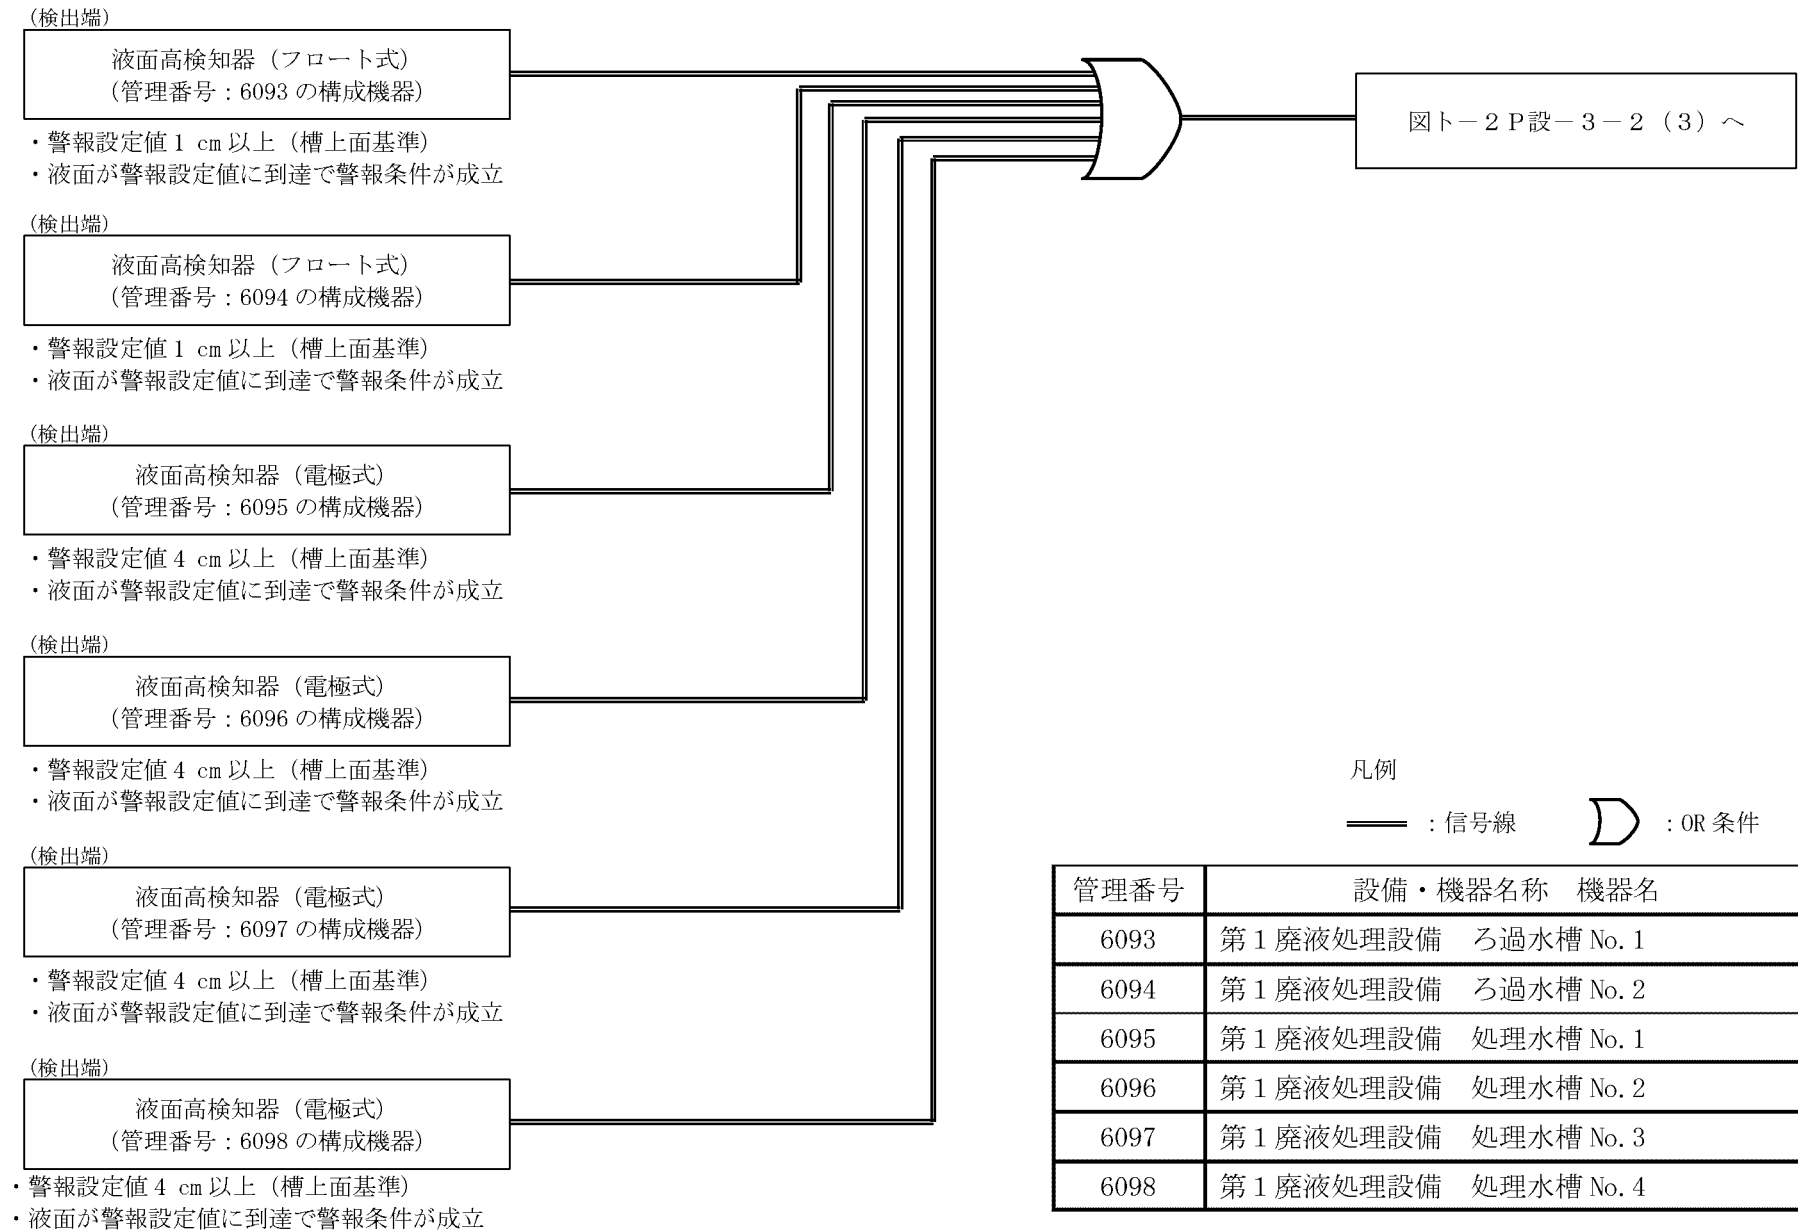 (検出端)
液面高検知器（フロート式）
（管理番号：6093 の構成機器）
・警報設定値 1 cm 以上（槽上面基準）
・液面が警報設定値に到達で警報条件が成立
(検出端)
液面高検知器（フロート式）
（管理番号：6094 の構成機器）
・警報設定値 1 cm 以上（槽上面基準）
・液面が警報設定値に到達で警報条件が成立
(検出端)
液面高検知器（電極式）
（管理番号：6095 の構成機器）
・警報設定値 4 cm 以上（槽上面基準）
・液面が警報設定値に到達で警報条件が成立
(検出端)
液面高検知器（電極式）
（管理番号：6096 の構成機器）
・警報設定値 4 cm 以上（槽上面基準）
・液面が警報設定値に到達で警報条件が成立
(検出端)
液面高検知器（電極式）
（管理番号：6097 の構成機器）
・警報設定値 4 cm 以上（槽上面基準）
・液面が警報設定値に到達で警報条件が成立
(検出端)
液面高検知器（電極式）
（管理番号：6098 の構成機器）
・警報設定値 4 cm 以上（槽上面基準）
・液面が警報設定値に到達で警報条件が成立
図ト－２Ｐ設－３－２（３）へ
凡例
：信号線　：OR 条件
管理番号　設備・機器名称　機器名
6093　第１廃液処理設備　ろ過水槽 No. 1
6094　第１廃液処理設備　ろ過水槽 No. 2
6095　第１廃液処理設備　処理水槽 No. 1
6096　第１廃液処理設備　処理水槽 No. 2
6097　第１廃液処理設備　処理水槽 No. 3
6098　第１廃液処理設備　処理水槽 No. 4